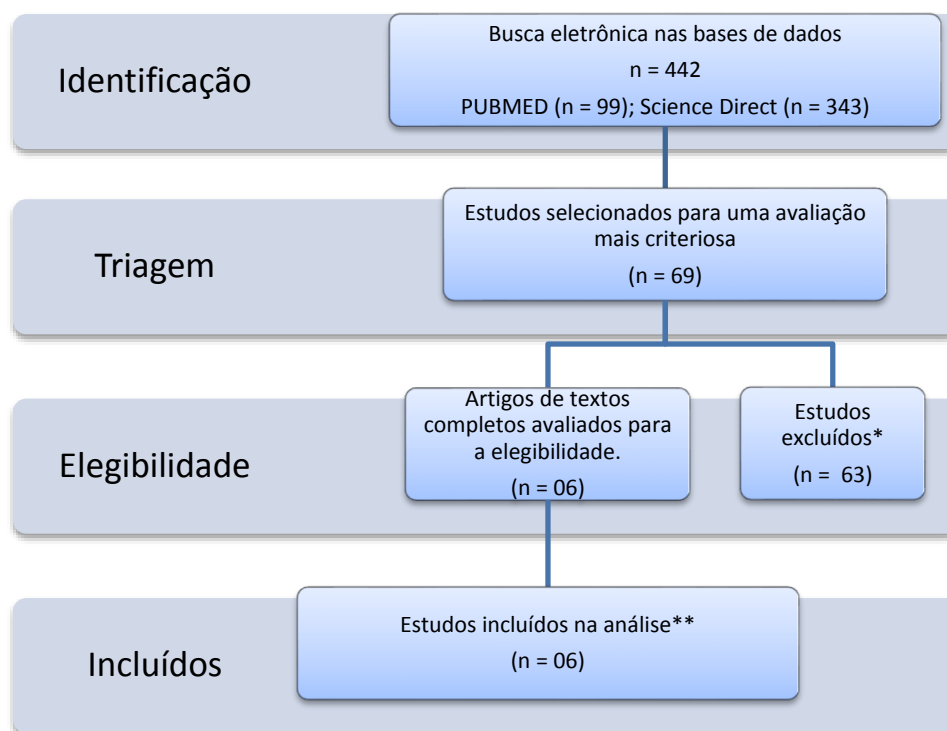 Identificação
Busca eletrônica nas bases de dados
n = 442
PUBMED (n = 99); Science Direct (n = 343)
Triagem
Estudos selecionados para uma avaliação
mais criteriosa
(n = 69)
Elegibilidade
Artigos de textos
completos avaliados para
a elegibilidade.
(n = 06)
Estudos
excluídos*
(n =  63)
Incluídos
Estudos incluídos na análise**
(n = 06)